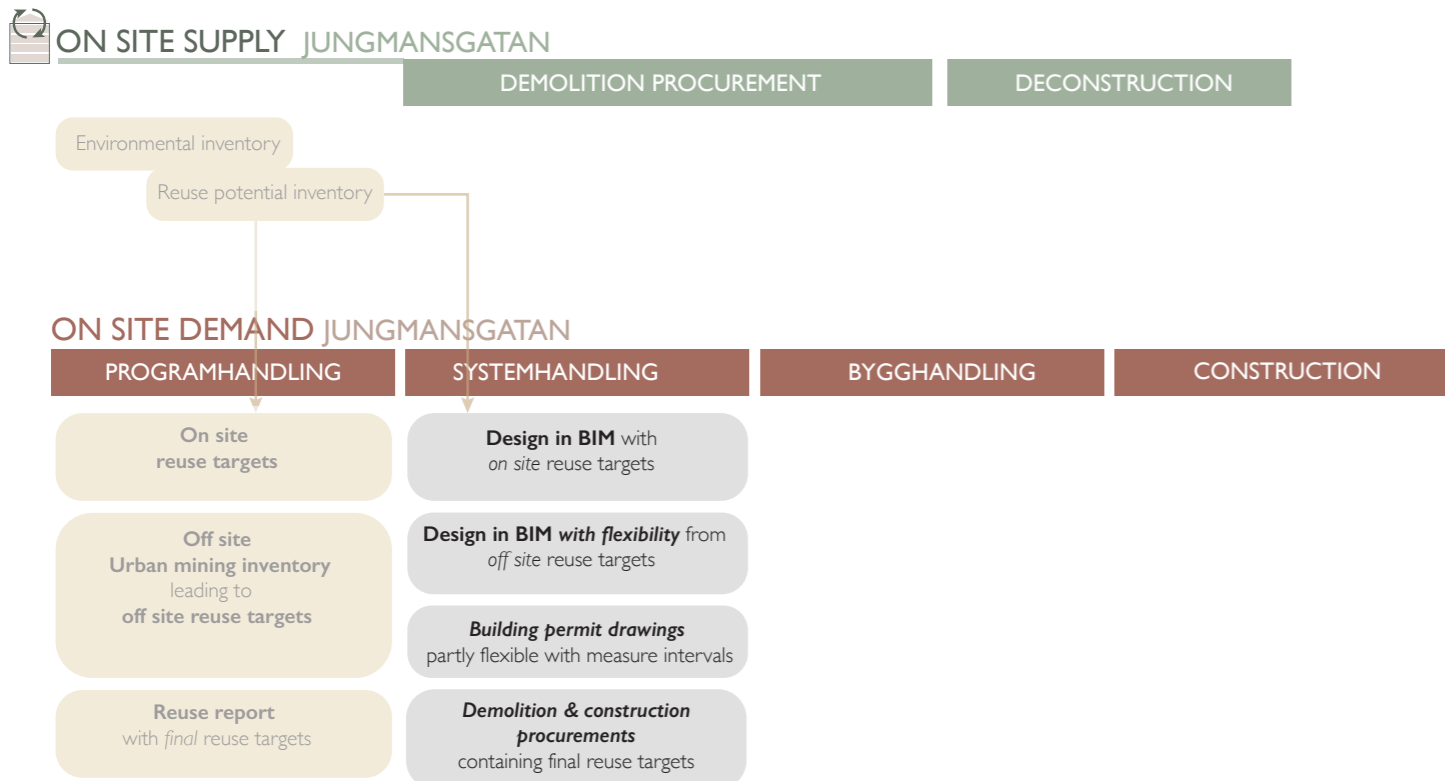 ON SITE SUPPLY JUNGMANSGATAN
DEMOLITION PROCUREMENT
DECONSTRUCTION
Environmental inventory
Reuse potential inventory
ON SITE DEMAND JUNGMANSGATAN
PROGRAMHANDLING
SYSTEMHANDLING
BYGGHANDLING
CONSTRUCTION
On site
reuse targets
Off site
Urban mining inventory
leading to
off site reuse targets
Reuse report
with final reuse targets
Design in BIM with
on site reuse targets
Design in BIM with flexibility from
off site reuse targets
Building permit drawings
partly flexible with measure intervals
Demolition & construction
procurements
containing final reuse targets